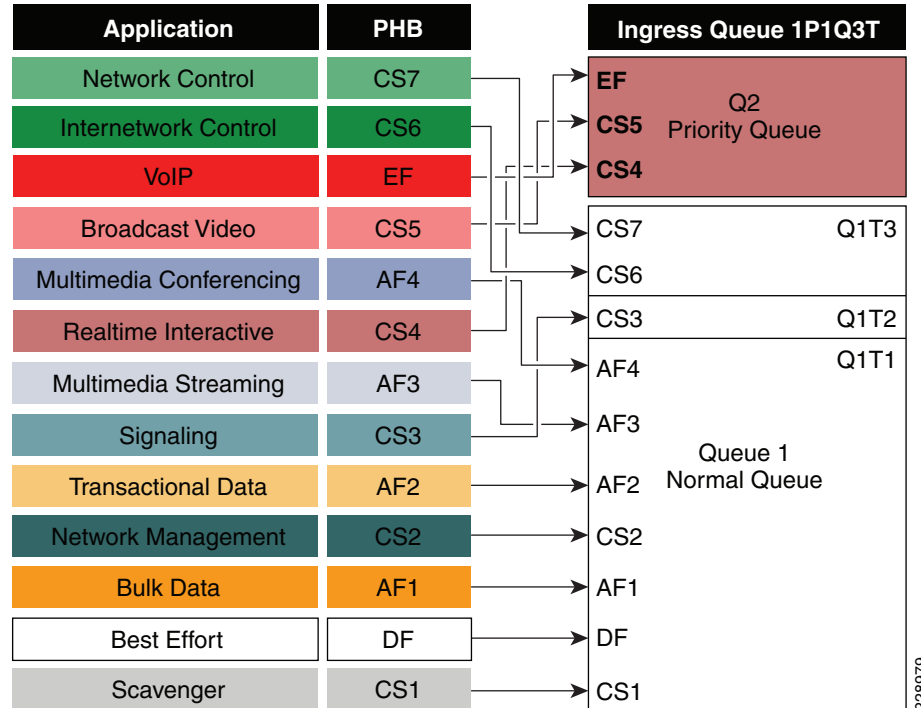 Application PHB Ingress Queue 1P1Q3T
Network Control CS7
Internetwork Control CS6
VoIP EF
Broadcast Video CS5
Multimedia Conferencing AF4
Realtime Interactive CS4
Multimedia Streaming AF3
Signaling CS3
Transactional Data AF2
Network Management CS2
Bulk Data AF1
Best Effort DF
Scavenger CS1
EF
CS5
CS4
Q2
Priority Queue
CS7 Q1T3
CS6
CS3 Q1T2
AF4 Q1T1
AF3
Queue 1
Normal Queue
AF2
CS2
AF1
DF
CS1
228979